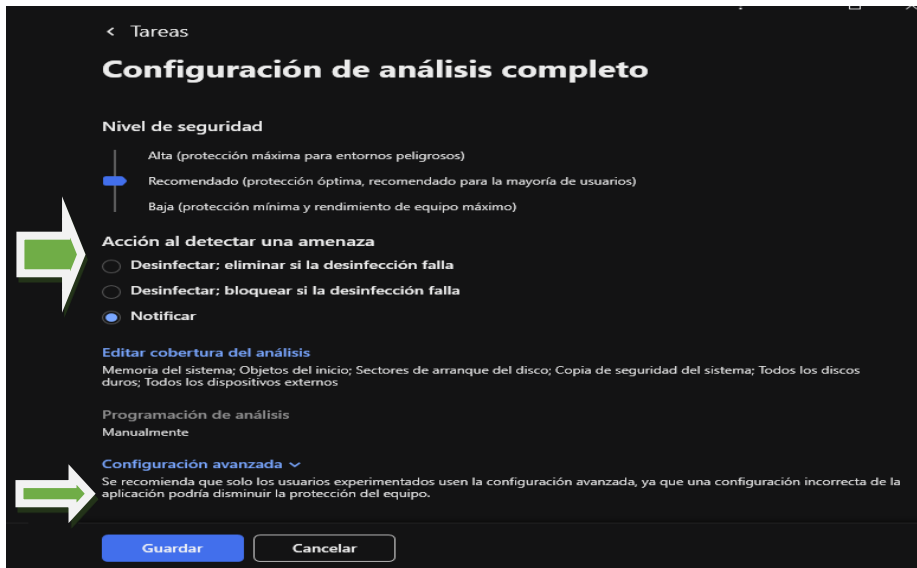 Tareas
Configuración de análisis completo
Nivel de seguridad
Alta (protección máxima para entornos peligrosos)
Recomendado (protección óptima, recomendado para la mayoría de usuarios)
Baja (protección mínima y rendimiento de equipo máximo)
Acción al detectar una amenaza
Desinfectar; eliminar si la desinfección falla
Desinfectar; bloquear si la desinfección falla
Notificar
Editar cobertura del análisis
Memoria del sistema; Objetos del inicio; Sectores de arranque del disco; Copia de seguridad del sistema; Todos los discos
duros; Todos los dispositivos externos
Programación de análisis
Manualmente
Configuración avanzada
Se recomienda que solo los usuarios experimentados usen la configuración avanzada, ya que una configuración incorrecta de la
aplicación podría disminuir la protección del equipo.
Guardar
Cancelar